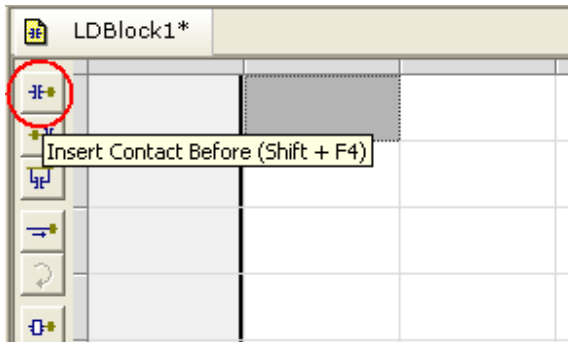 LDBlock1*
Insert Contact Before (Shift + F4)